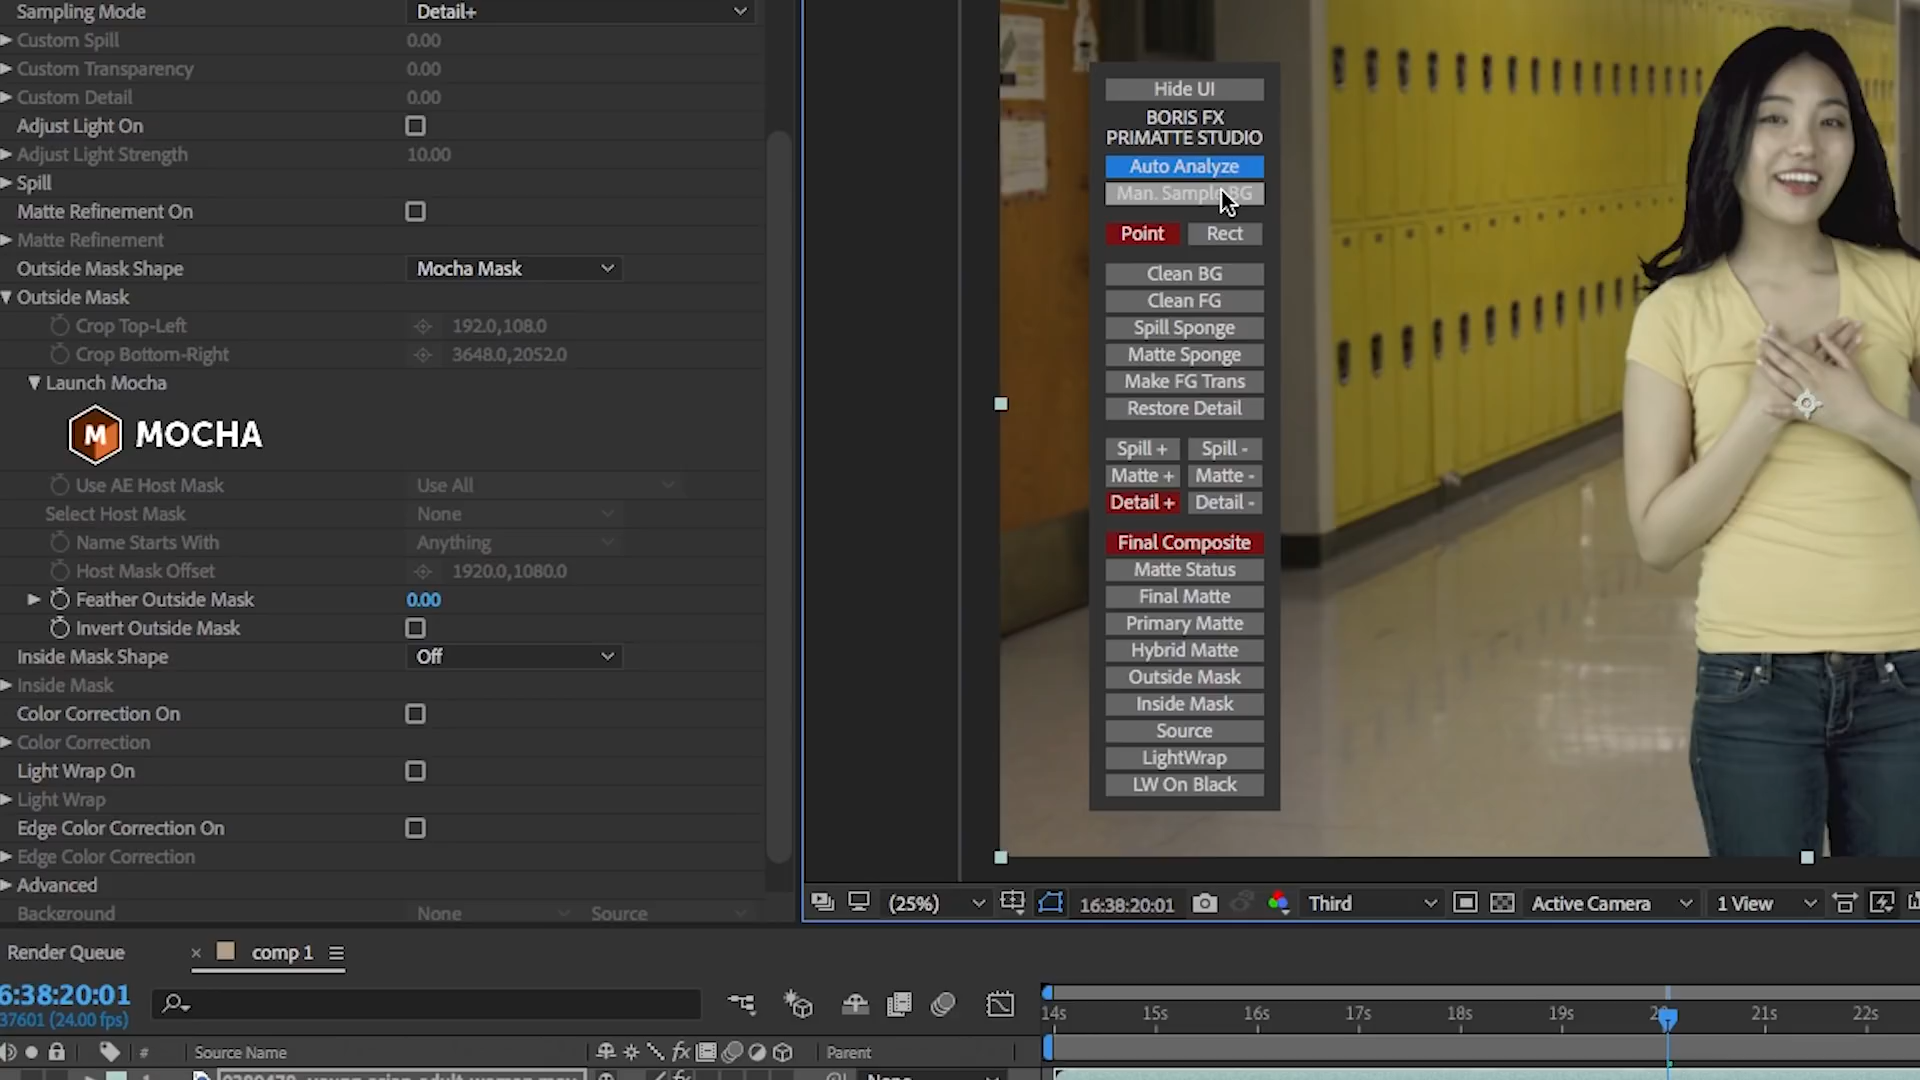 Sampling Mode Detail+
Custom Spill 0.00
Custom Transparency 0.00
Custom Detail 0.00
Adjust Light On
Adjust Light Strength 10.00
Spill
Matte Refinement On
Matte Refinement
Outside Mask Shape Mocha Mask
Outside Mask
Crop Top-Left 192.0,108.0
Crop Bottom-Right 3648.0,2052.0
Launch Mocha
M MOCHA
Use AE Host Mask Use All
Select Host Mask None
Name Starts With Anything
Host Mask Offset 1920.0,1080.0
Feather Outside Mask 0.00
Invert Outside Mask
Inside Mask Shape Off
Inside Mask
Color Correction On
Color Correction
Light Wrap On
Light Wrap
Edge Color Correction On
Edge Color Correction
Advanced
Background None Source
Hide UI
BORIS FX
PRIMATTE STUDIO
Auto Analyze
Man. Sample BG
Point Rect
Clean BG
Clean FG
Spill Sponge
Matte Sponge
Make FG Trans
Restore Detail
Spill + Spill -
Matte + Matte -
Detail + Detail -
Final Composite
Matte Status
Final Matte
Primary Matte
Hybrid Matte
Outside Mask
Inside Mask
Source
LightWrap
LW On Black
(25%) 16:38:20:01 Third Active Camera 1 View
Render Queue × comp 1
6:38:20:01
37601 (24.00 fps)
14s 15s 16s 17s 18s 19s 21s 22s
# Source Name fx Parent